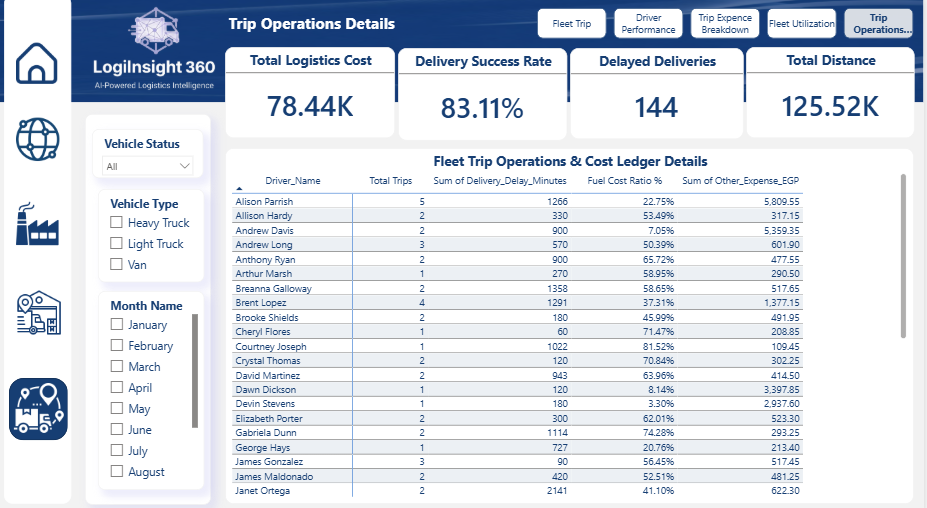 Trip Operations Details
Fleet Trip
Driver Performance
Trip Expence Breakdown
Fleet Utilization
Trip Operations...
LogiInsight 360
AI-Powered Logistics Intelligence
Total Logistics Cost
78.44K
Delivery Success Rate
83.11%
Delayed Deliveries
144
Total Distance
125.52K
Vehicle Status
All
Vehicle Type
Heavy Truck
Light Truck
Van
Month Name
January
February
March
April
May
June
July
August
Fleet Trip Operations & Cost Ledger Details
Driver_Name Total Trips Sum of Delivery_Delay_Minutes Fuel Cost Ratio % Sum of Other_Expense_EGP
Alison Parrish 5 1266 22.75% 5,809.55
Allison Hardy 2 330 53.49% 317.15
Andrew Davis 2 900 7.05% 5,359.35
Andrew Long 3 570 50.39% 601.90
Anthony Ryan 2 900 65.72% 477.55
Arthur Marsh 1 270 58.95% 290.50
Breanna Galloway 2 1358 58.65% 517.65
Brent Lopez 4 1291 37.31% 1,377.15
Brooke Shields 2 180 45.99% 491.95
Cheryl Flores 1 60 71.47% 208.85
Courtney Joseph 1 1022 81.52% 109.45
Crystal Thomas 2 120 70.84% 302.25
David Martinez 2 943 63.96% 414.50
Dawn Dickson 1 120 8.14% 3,397.85
Devin Stevens 1 180 3.30% 2,937.60
Elizabeth Porter 2 300 62.01% 523.30
Gabriela Dunn 2 1114 74.28% 293.25
George Hays 1 727 20.76% 213.40
James Gonzalez 3 90 56.45% 517.45
James Maldonado 2 420 52.51% 481.25
Janet Ortega 2 2141 41.10% 622.30